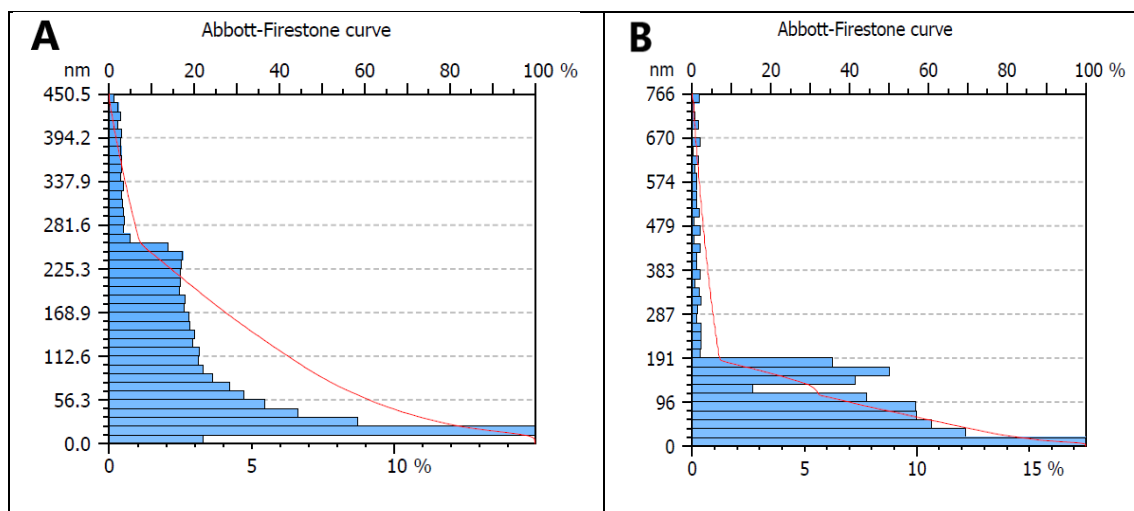 A
Abbott-Firestone curve
nm 0 20 40 60 80 100 %
450.5
394.2
337.9
281.6
225.3
168.9
112.6
56.3
0.0
0 5 10 %
B
Abbott-Firestone curve
nm 0 20 40 60 80 100 %
766
670
574
479
383
287
191
96
0
0 5 10 15 %